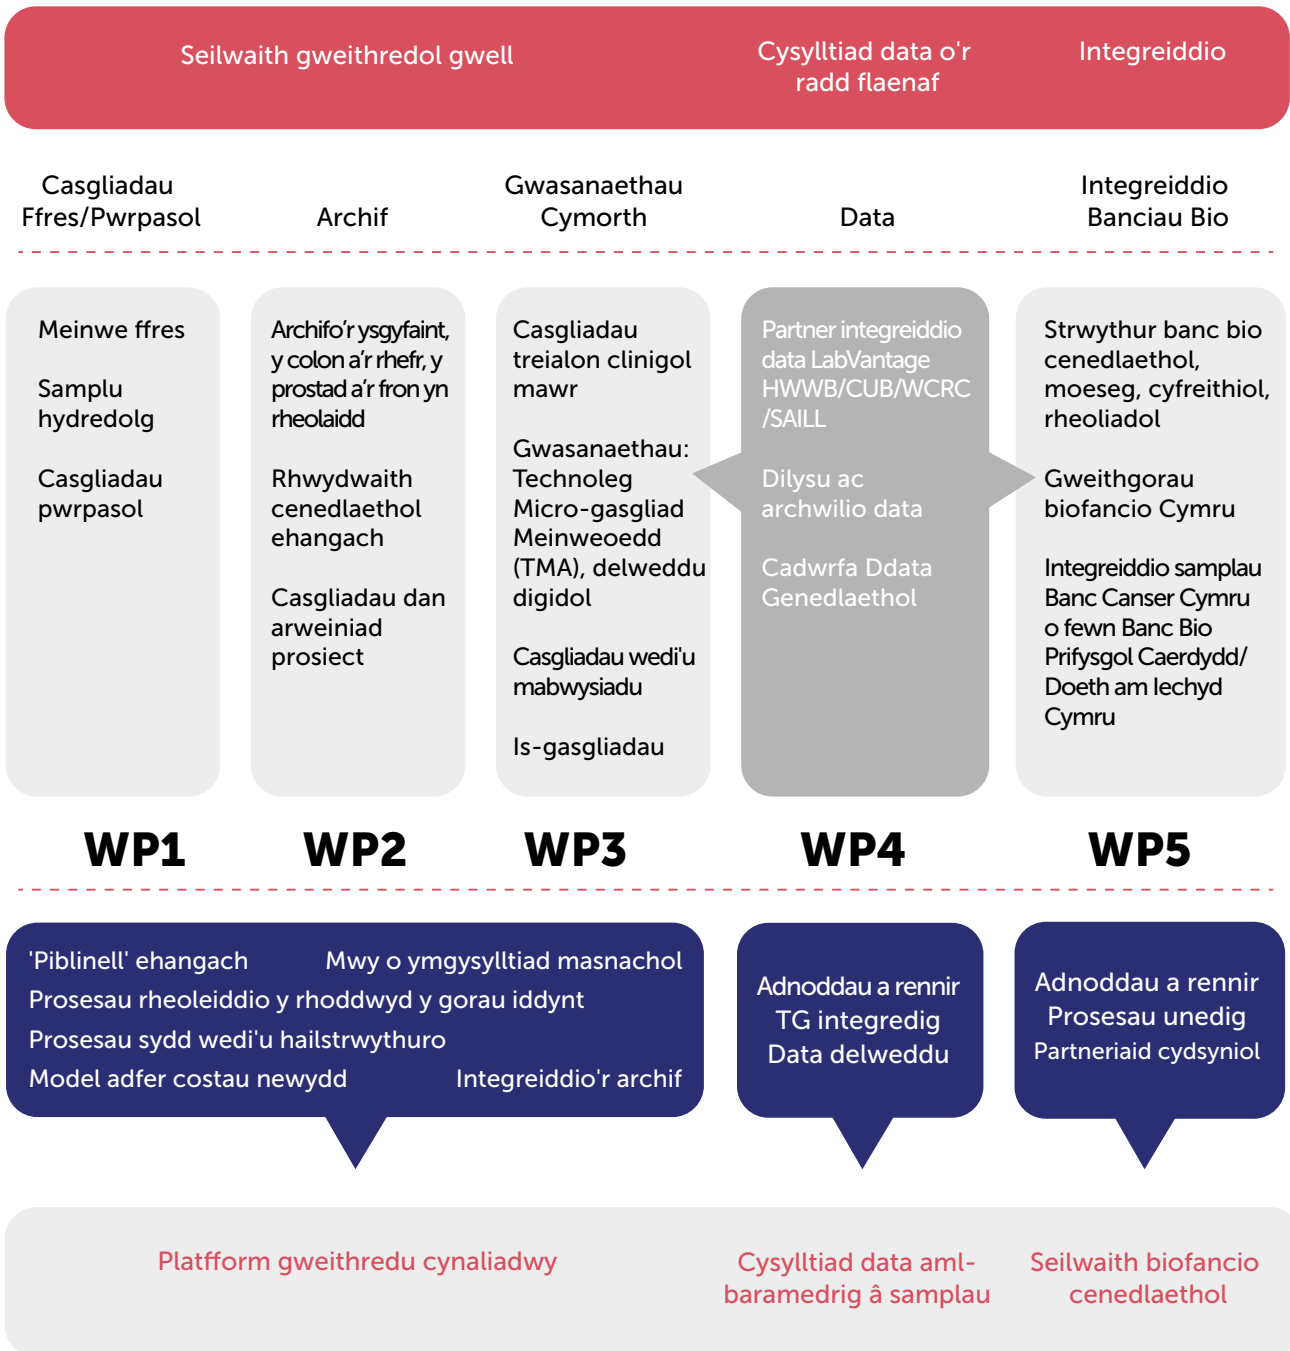 Seilwaith gweithredol gwell
Cysylltiad data o'r
radd flaenaf
Integreiddio
Casgliadau
Ffres/Pwrpasol
Archif
Gwasanaethau
Cymorth
Data
Integreiddio
Banciau Bio
Meinwe ffres
Samplu
hydredolg
Casgliadau
pwrpasol
Archifo'r ysgyfaint,
y colon a'r rhefr, y
prostad a'r fron yn
rheolaidd
Rhwydwaith
cenedlaethol
ehangach
Casgliadau dan
arweiniad
prosiect
Casgliadau
treialon clinigol
mawr
Gwasanaethau:
Technoleg
Micro-gasgliad
Meinweoedd
(TMA), delweddu
digidol
Casgliadau wedi'u
mabwysiadu
Is-gasgliadau
Partner integreiddio
data LabVantage
HWWB/CUB/WCRC
/SAILL
Dilysu ac
archwilio data
Cadwrfa Ddata
Genedlaethol
Strwythur banc bio
cenedlaethol,
moeseg, cyfreithiol,
rheoliadol
Gweithgorau
biofancio Cymru
Integreiddio samplau
Banc Canser Cymru
o fewn Banc Bio
Prifysgol Caerdydd/
Doeth am Iechyd
Cymru
WP1
WP2
WP3
WP4
WP5
'Piblinell' ehangach
Mwy o ymgysylltiad masnachol
Prosesau rheoleiddio y rhoddwyd y gorau iddynt
Prosesau sydd wedi'u hailstrwythuro
Model adfer costau newydd
Integreiddio'r archif
Adnoddau a rennir
TG integredig
Data delweddu
Adnoddau a rennir
Prosesau unedig
Partneriaid cydsyniol
Platfform gweithredu cynaliadwy
Cysylltiad data aml-
baramedrig â samplau
Seilwaith biofancio
cenedlaethol